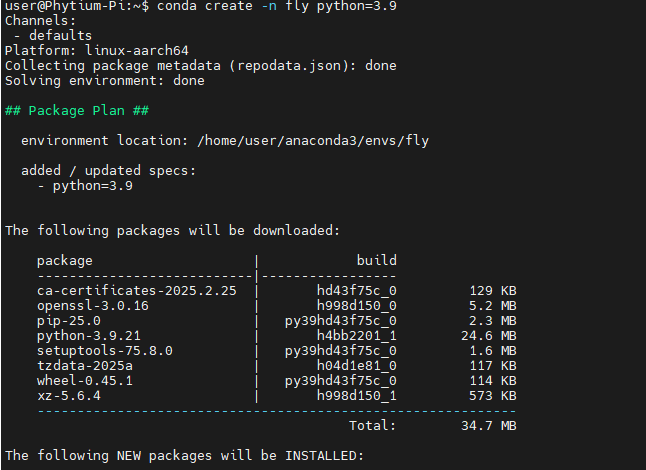 user@Phytium-Pi:~$ conda create -n fly python=3.9
Channels:
 - defaults
Platform: linux-aarch64
Collecting package metadata (repodata.json): done
Solving environment: done

## Package Plan ##

  environment location: /home/user/anaconda3/envs/fly

  added / updated specs:
    - python=3.9


The following packages will be downloaded:

    package                    |            build
    ---------------------------|-----------------
    ca-certificates-2025.2.25  |       hd43f75c_0         129 KB
    openssl-3.0.16             |       h998d150_0         5.2 MB
    pip-25.0                   |   py39hd43f75c_0         2.3 MB
    python-3.9.21              |       h4bb2201_1        24.6 MB
    setuptools-75.8.0          |   py39hd43f75c_0         1.6 MB
    tzdata-2025a               |       h04d1e81_0         117 KB
    wheel-0.45.1               |   py39hd43f75c_0         114 KB
    xz-5.6.4                   |       h998d150_1         573 KB
    ------------------------------------------------------------
                                           Total:        34.7 MB

The following NEW packages will be INSTALLED: